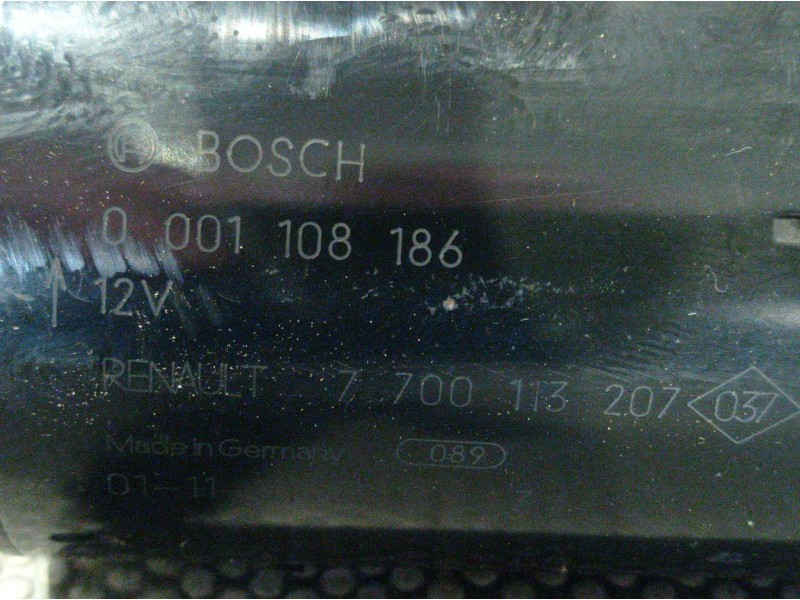 BOSCH
0 001 108 186
12V
RENAULT 7 700 113 207 037
Made in Germany 089
01-11